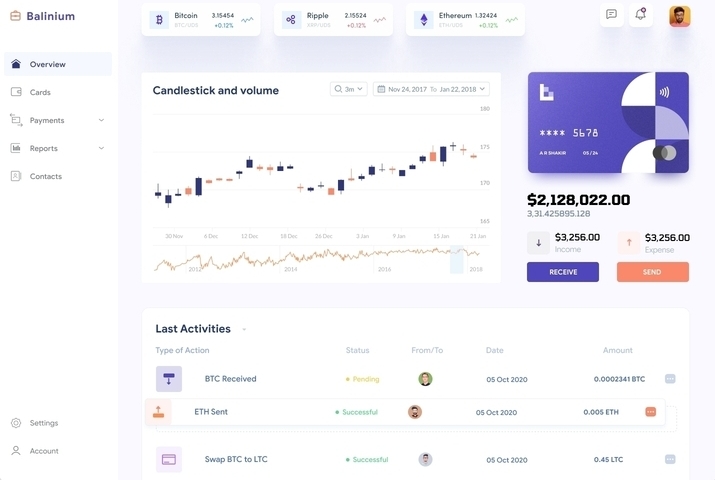 Balinium
Bitcoin 3.15454
BTC/UDS +0.12%
Ripple 2.15524
XRP/UDS +0.12%
Ethereum 1.32424
ETH/UDS +0.12%
Overview
Cards
Payments
Reports
Contacts
Settings
Account
Candlestick and volume
3m
Nov 24, 2017 To Jan 22, 2018
180
175
170
165
30 Nov 6 Dec 12 Dec 18 Dec 26 Dec 3 Jan 9 Jan 15 Jan 21 Jan
2012 2014 2016 2018
**** 5678
A R SHAKIR 05/24
$2,128,022.00
3,31.425895.128
$3,256.00
Income
$3,256.00
Expense
RECEIVE
SEND
Last Activities
Type of Action Status From/To Date Amount
BTC Received Pending 05 Oct 2020 0.0002341 BTC
ETH Sent Successful 05 Oct 2020 0.005 ETH
Swap BTC to LTC Successful 05 Oct 2020 0.45 LTC